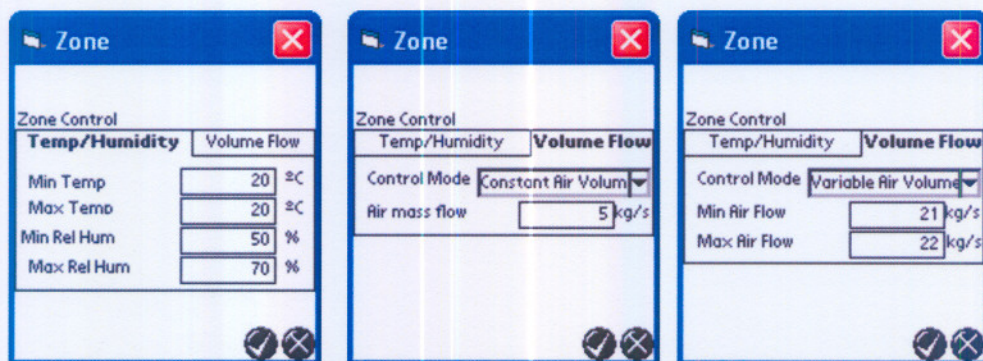 Zone
Zone Control
Temp/Humidity Volume Flow
Min Temp 20 ºC
Max Temp 20 ºC
Min Rel Hum 50 %
Max Rel Hum 70 %
Zone
Zone Control
Temp/Humidity Volume Flow
Control Mode Constant Air Volum
Air mass flow 5 kg/s
Zone
Zone Control
Temp/Humidity Volume Flow
Control Mode Variable Air Volume
Min Air Flow 21 kg/s
Max Air Flow 22 kg/s